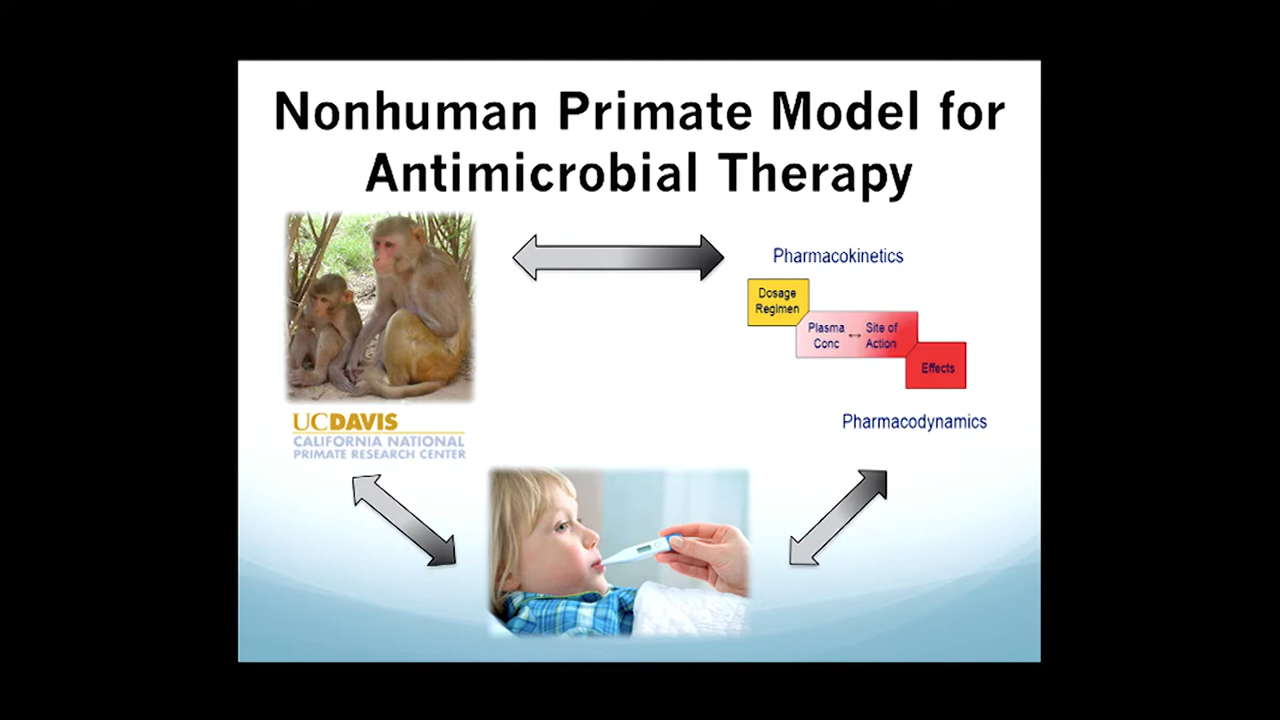 Nonhuman Primate Model for
Antimicrobial Therapy
Pharmacokinetics
Dosage
Regimen
Plasma
Conc
Site of
Action
Effects
Pharmacodynamics
UCDAVIS
CALIFORNIA NATIONAL
PRIMATE RESEARCH CENTER